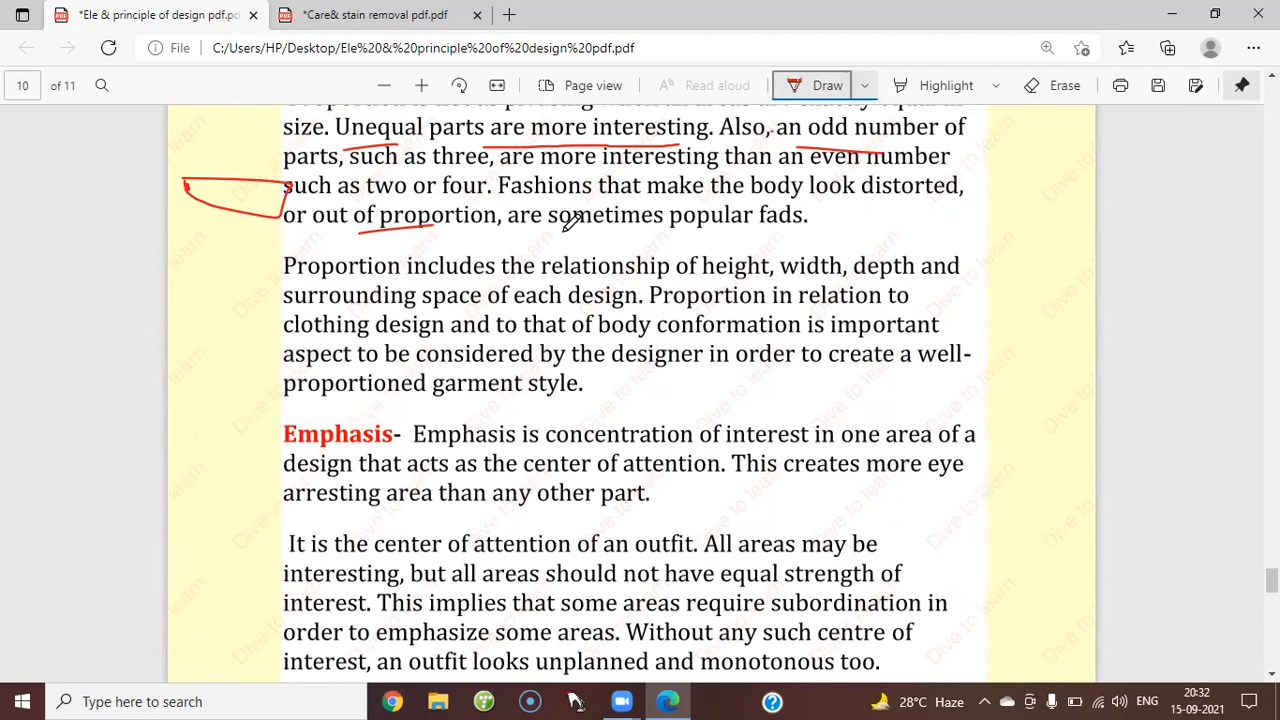 *Ele & principle of design pdf.pd
*Care& stain removal pdf.pdf
File
C:/Users/HP/Desktop/Ele%20&%20principle%20of%20design%20pdf.pdf
10
of 11
Page view
Read aloud
Draw
Highlight
Erase
size. Unequal parts are more interesting. Also, an odd number of
parts, such as three, are more interesting than an even number
such as two or four. Fashions that make the body look distorted,
or out of proportion, are sometimes popular fads.
Proportion includes the relationship of height, width, depth and
surrounding space of each design. Proportion in relation to
clothing design and to that of body conformation is important
aspect to be considered by the designer in order to create a well-
proportioned garment style.
Emphasis- Emphasis is concentration of interest in one area of a
design that acts as the center of attention. This creates more eye
arresting area than any other part.
It is the center of attention of an outfit. All areas may be
interesting, but all areas should not have equal strength of
interest. This implies that some areas require subordination in
order to emphasize some areas. Without any such centre of
interest, an outfit looks unplanned and monotonous too.
Type here to search
28°C Haze
ENG
20:32
15-09-2021